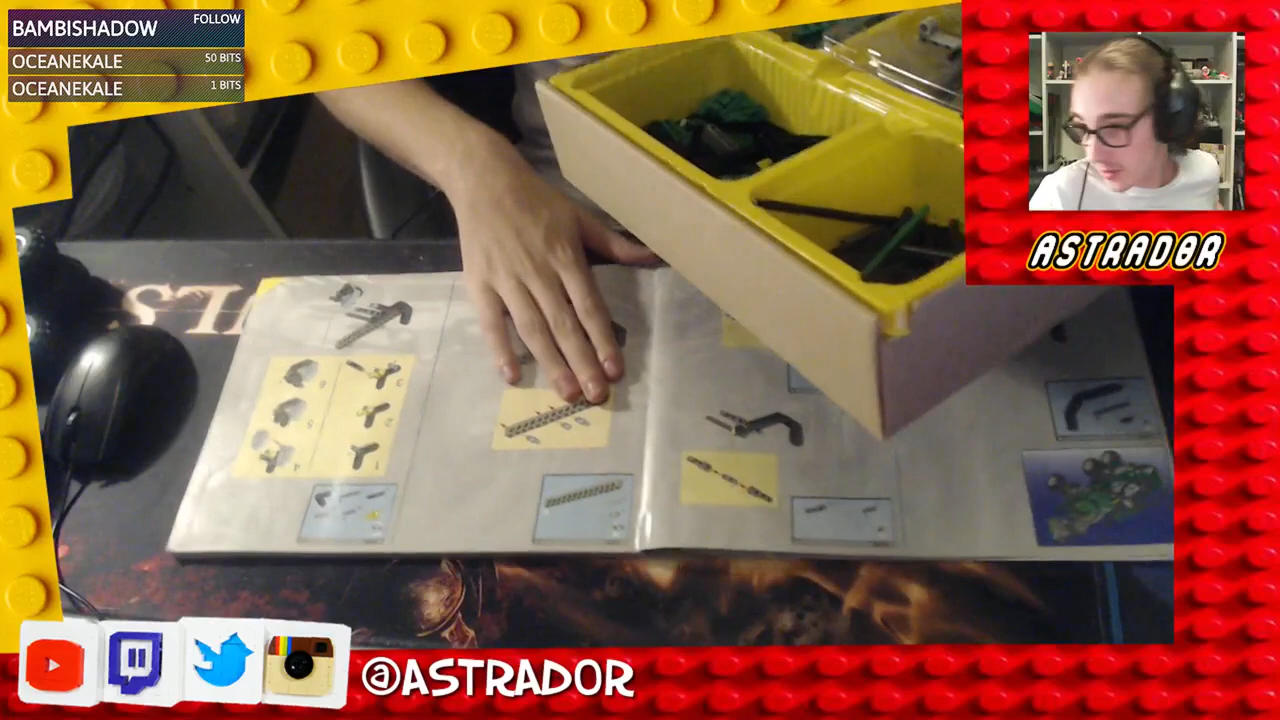 BAMBISHADOW FOLLOW
OCEANEKALE 50 BITS
OCEANEKALE 1 BITS
ASTRADOR
@ASTRADOR